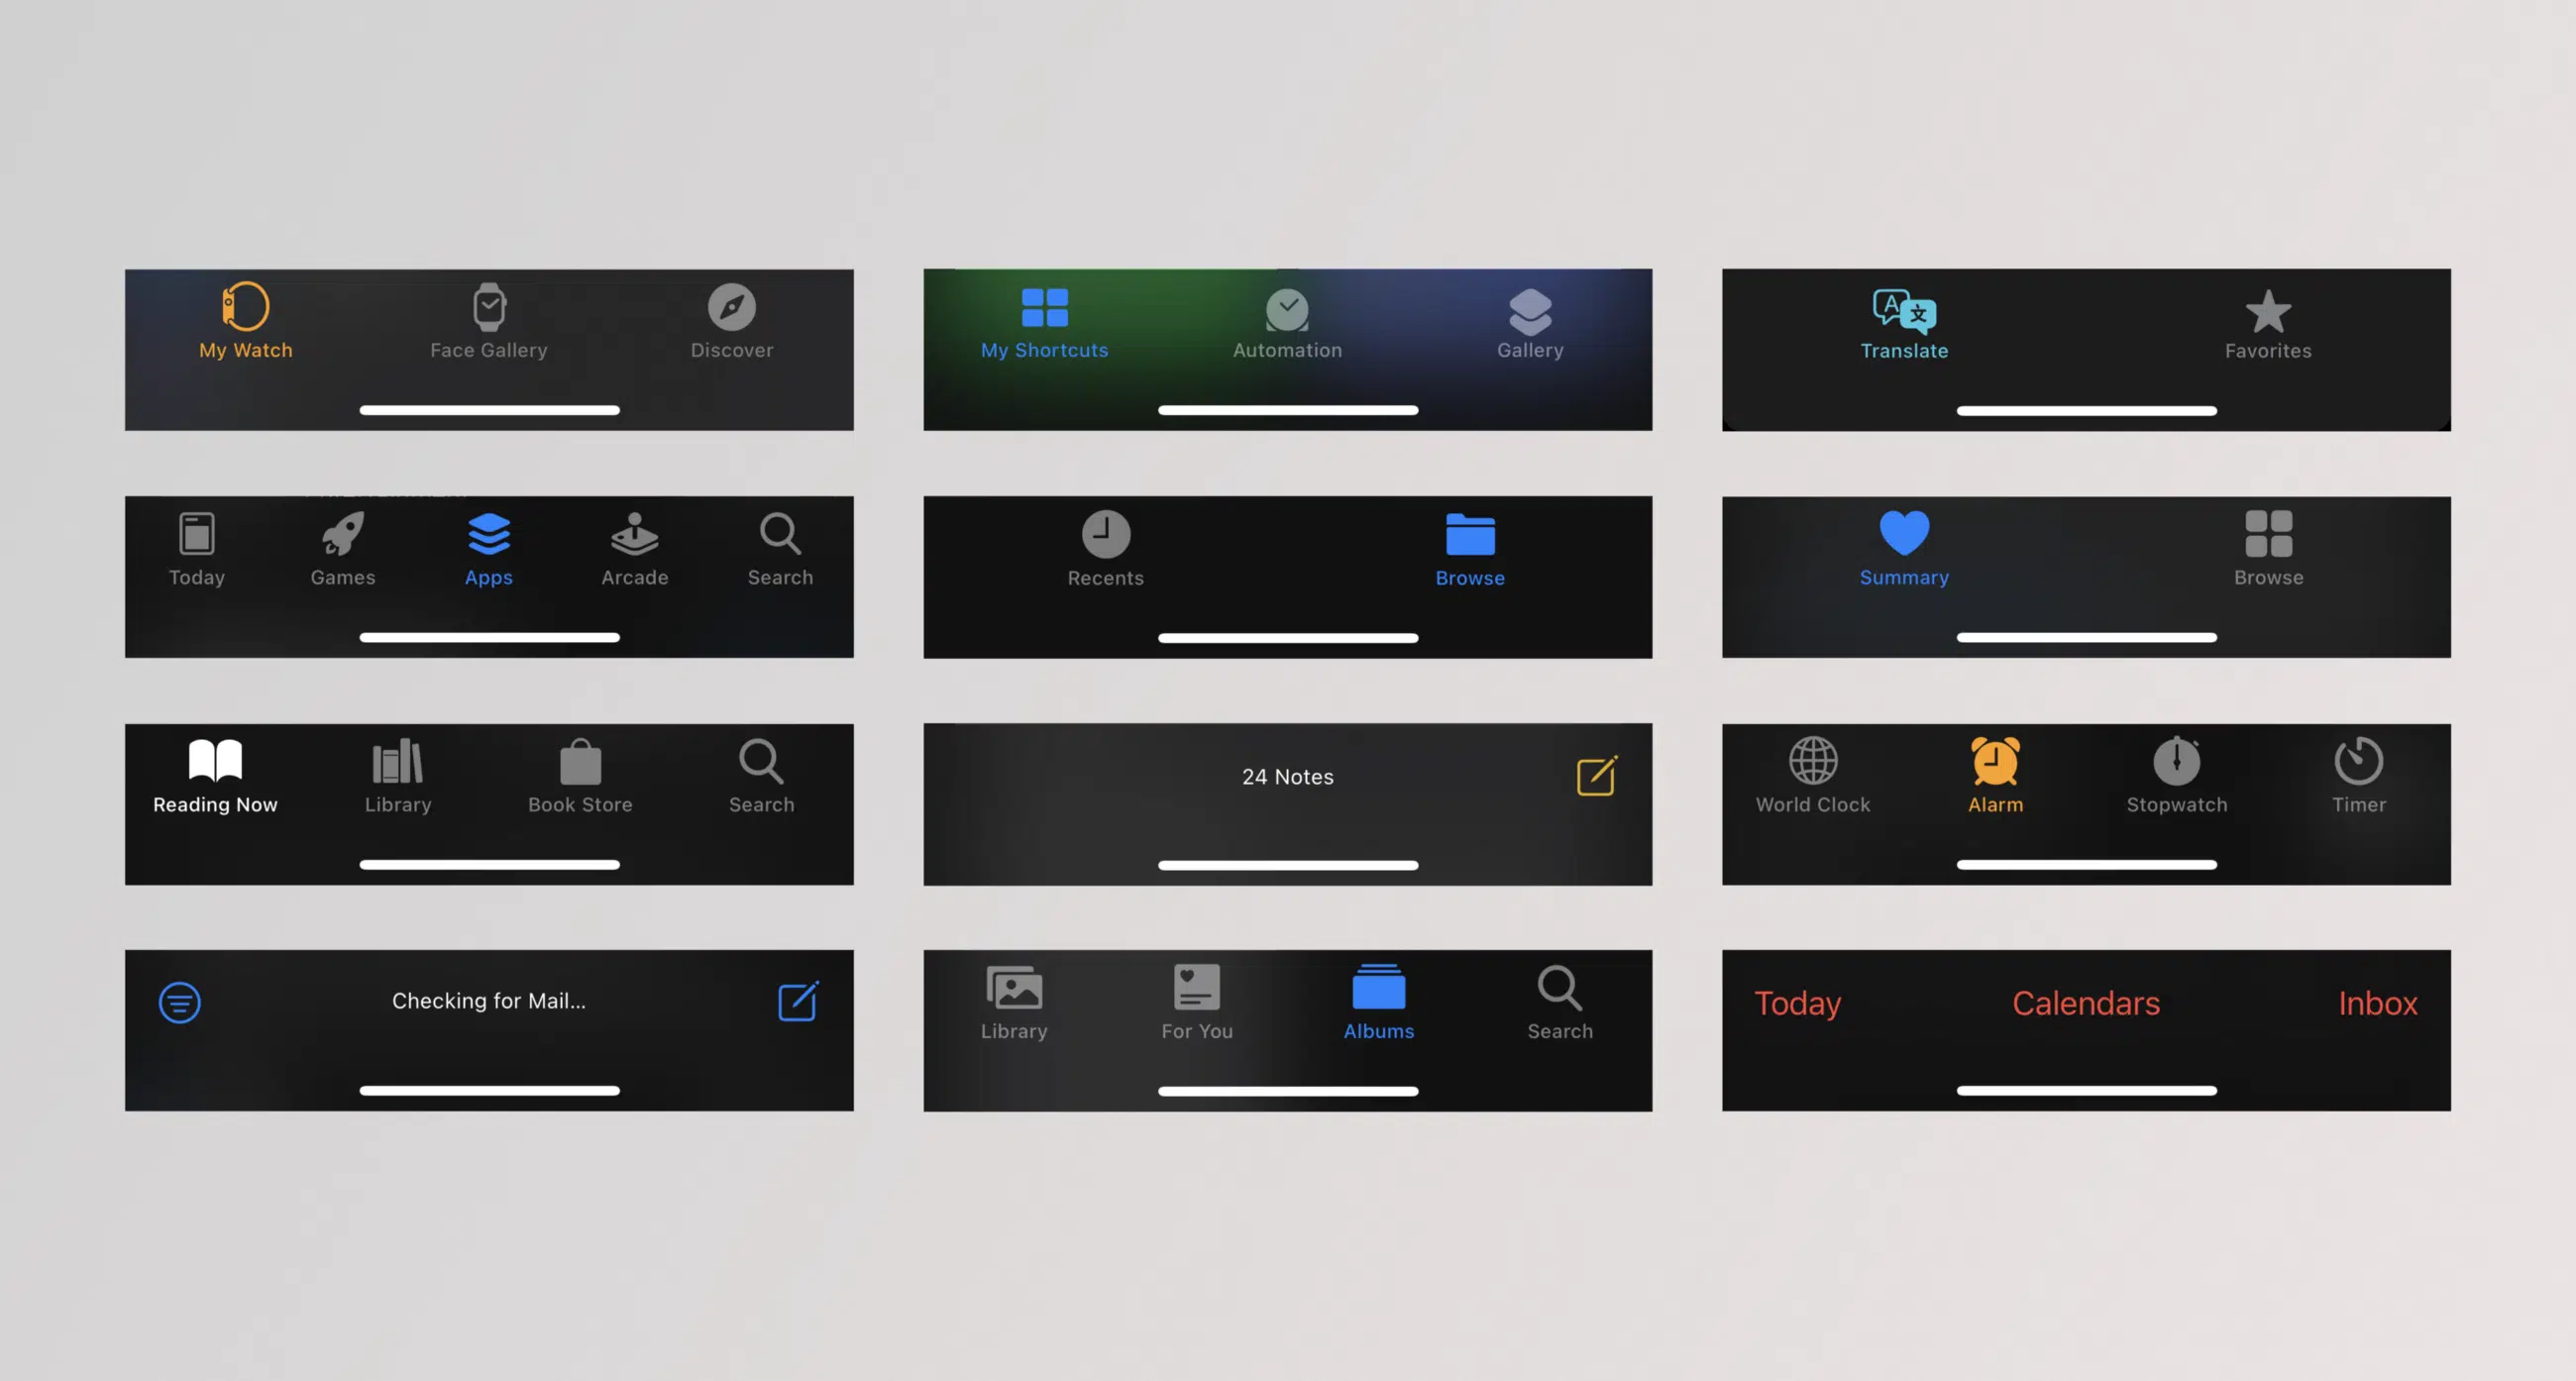 My Watch
Face Gallery
Discover
My Shortcuts
Automation
Gallery
A 文
Translate
Favorites
Today
Games
Apps
Arcade
Search
Recents
Browse
Summary
Browse
Reading Now
Library
Book Store
Search
24 Notes
World Clock
Alarm
Stopwatch
Timer
Checking for Mail...
Library
For You
Albums
Search
Today
Calendars
Inbox